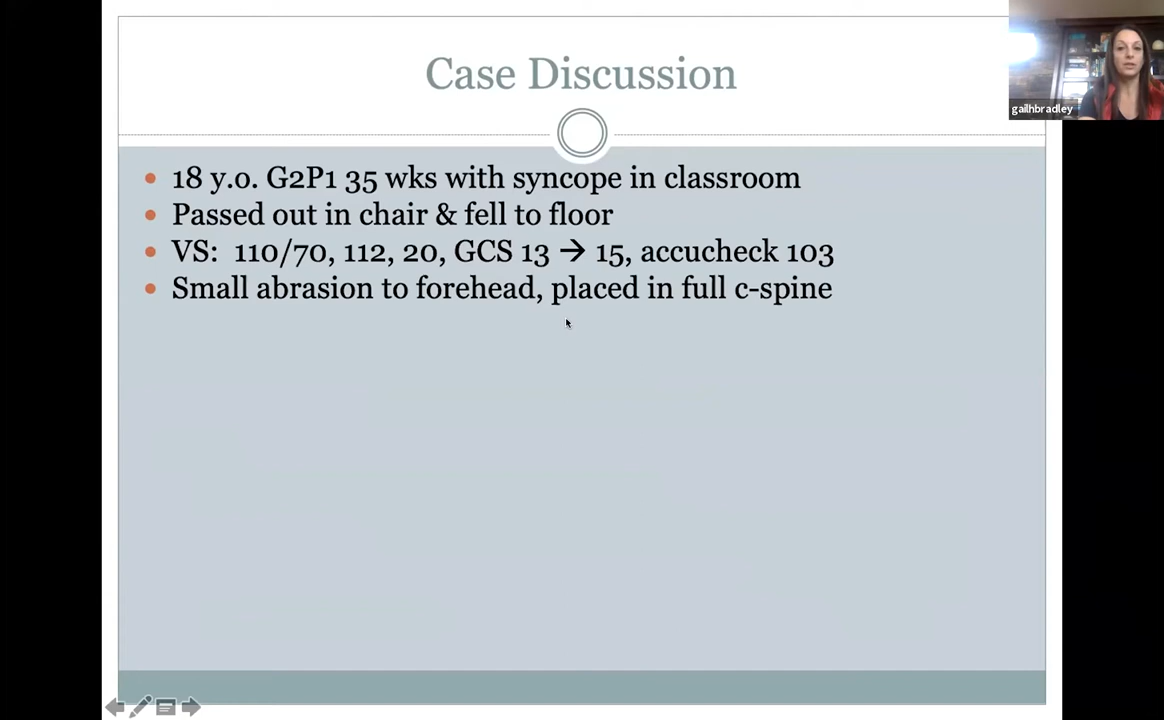 Case Discussion
gailhbradley
18 y.o. G2P1 35 wks with syncope in classroom
Passed out in chair & fell to floor
VS:  110/70, 112, 20, GCS 13 → 15, accucheck 103
Small abrasion to forehead, placed in full c-spine